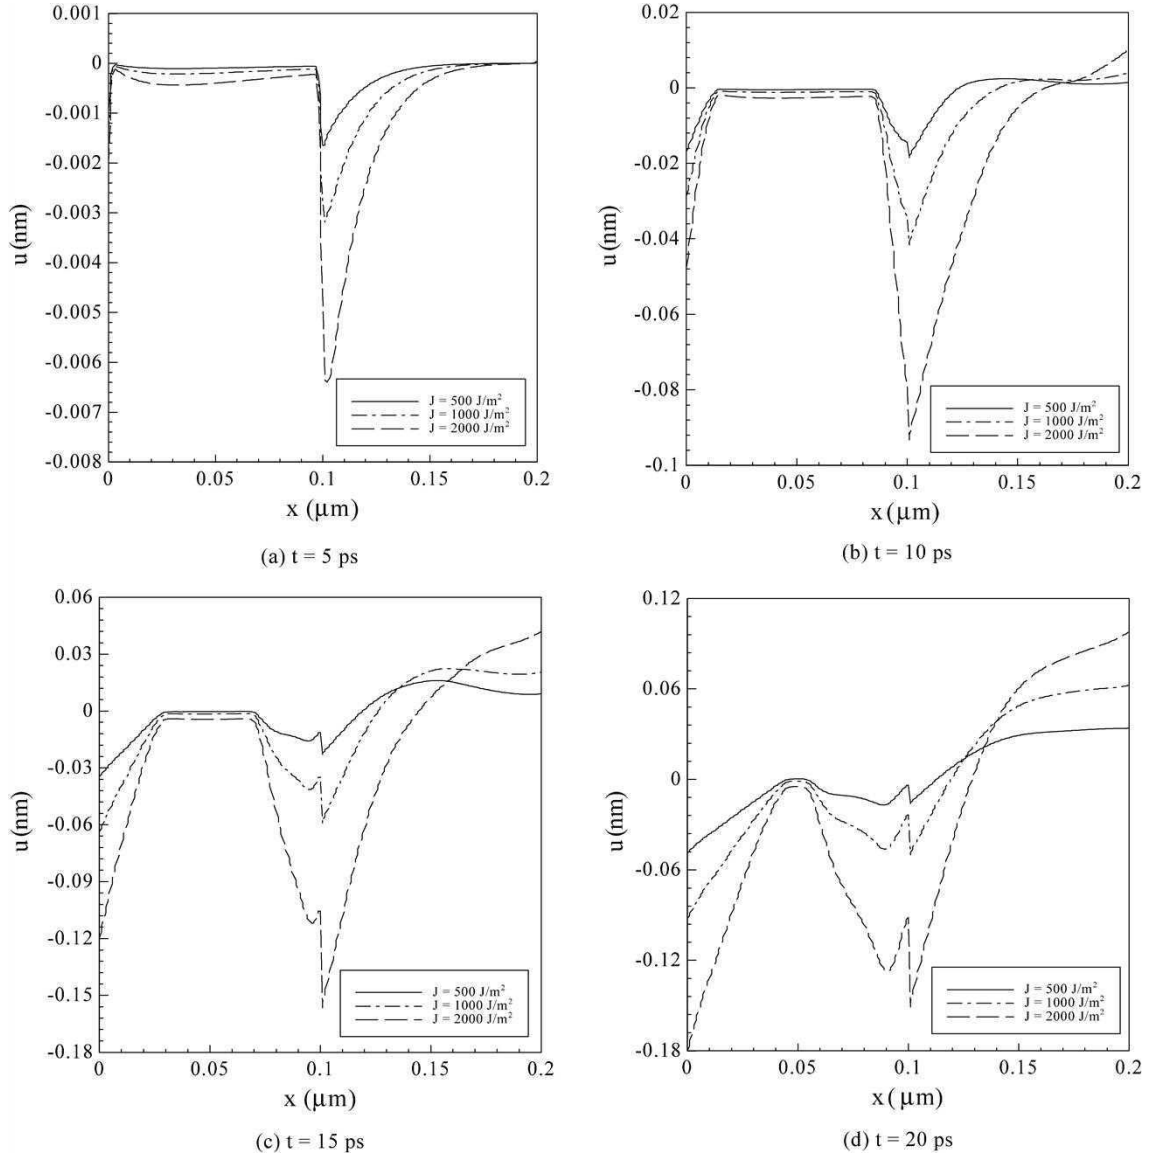 0.001
0
-0.001
-0.002
-0.003
-0.004
-0.005
-0.006
-0.007
-0.008
u (nm)
0
0.05
0.1
0.15
0.2
x (μm)
J = 500 J/m²
J = 1000 J/m²
J = 2000 J/m²
(a) t = 5 ps
0.02
0
-0.02
-0.04
-0.06
-0.08
-0.1
u (nm)
0
0.05
0.1
0.15
0.2
x (μm)
J = 500 J/m²
J = 1000 J/m²
J = 2000 J/m²
(b) t = 10 ps
0.06
0.03
0
-0.03
-0.06
-0.09
-0.12
-0.15
-0.18
u (nm)
0
0.05
0.1
0.15
0.2
x (μm)
J = 500 J/m²
J = 1000 J/m²
J = 2000 J/m²
(c) t = 15 ps
0.12
0.06
0
-0.06
-0.12
-0.18
u (nm)
0
0.05
0.1
0.15
0.2
x (μm)
J = 500 J/m²
J = 1000 J/m²
J = 2000 J/m²
(d) t = 20 ps